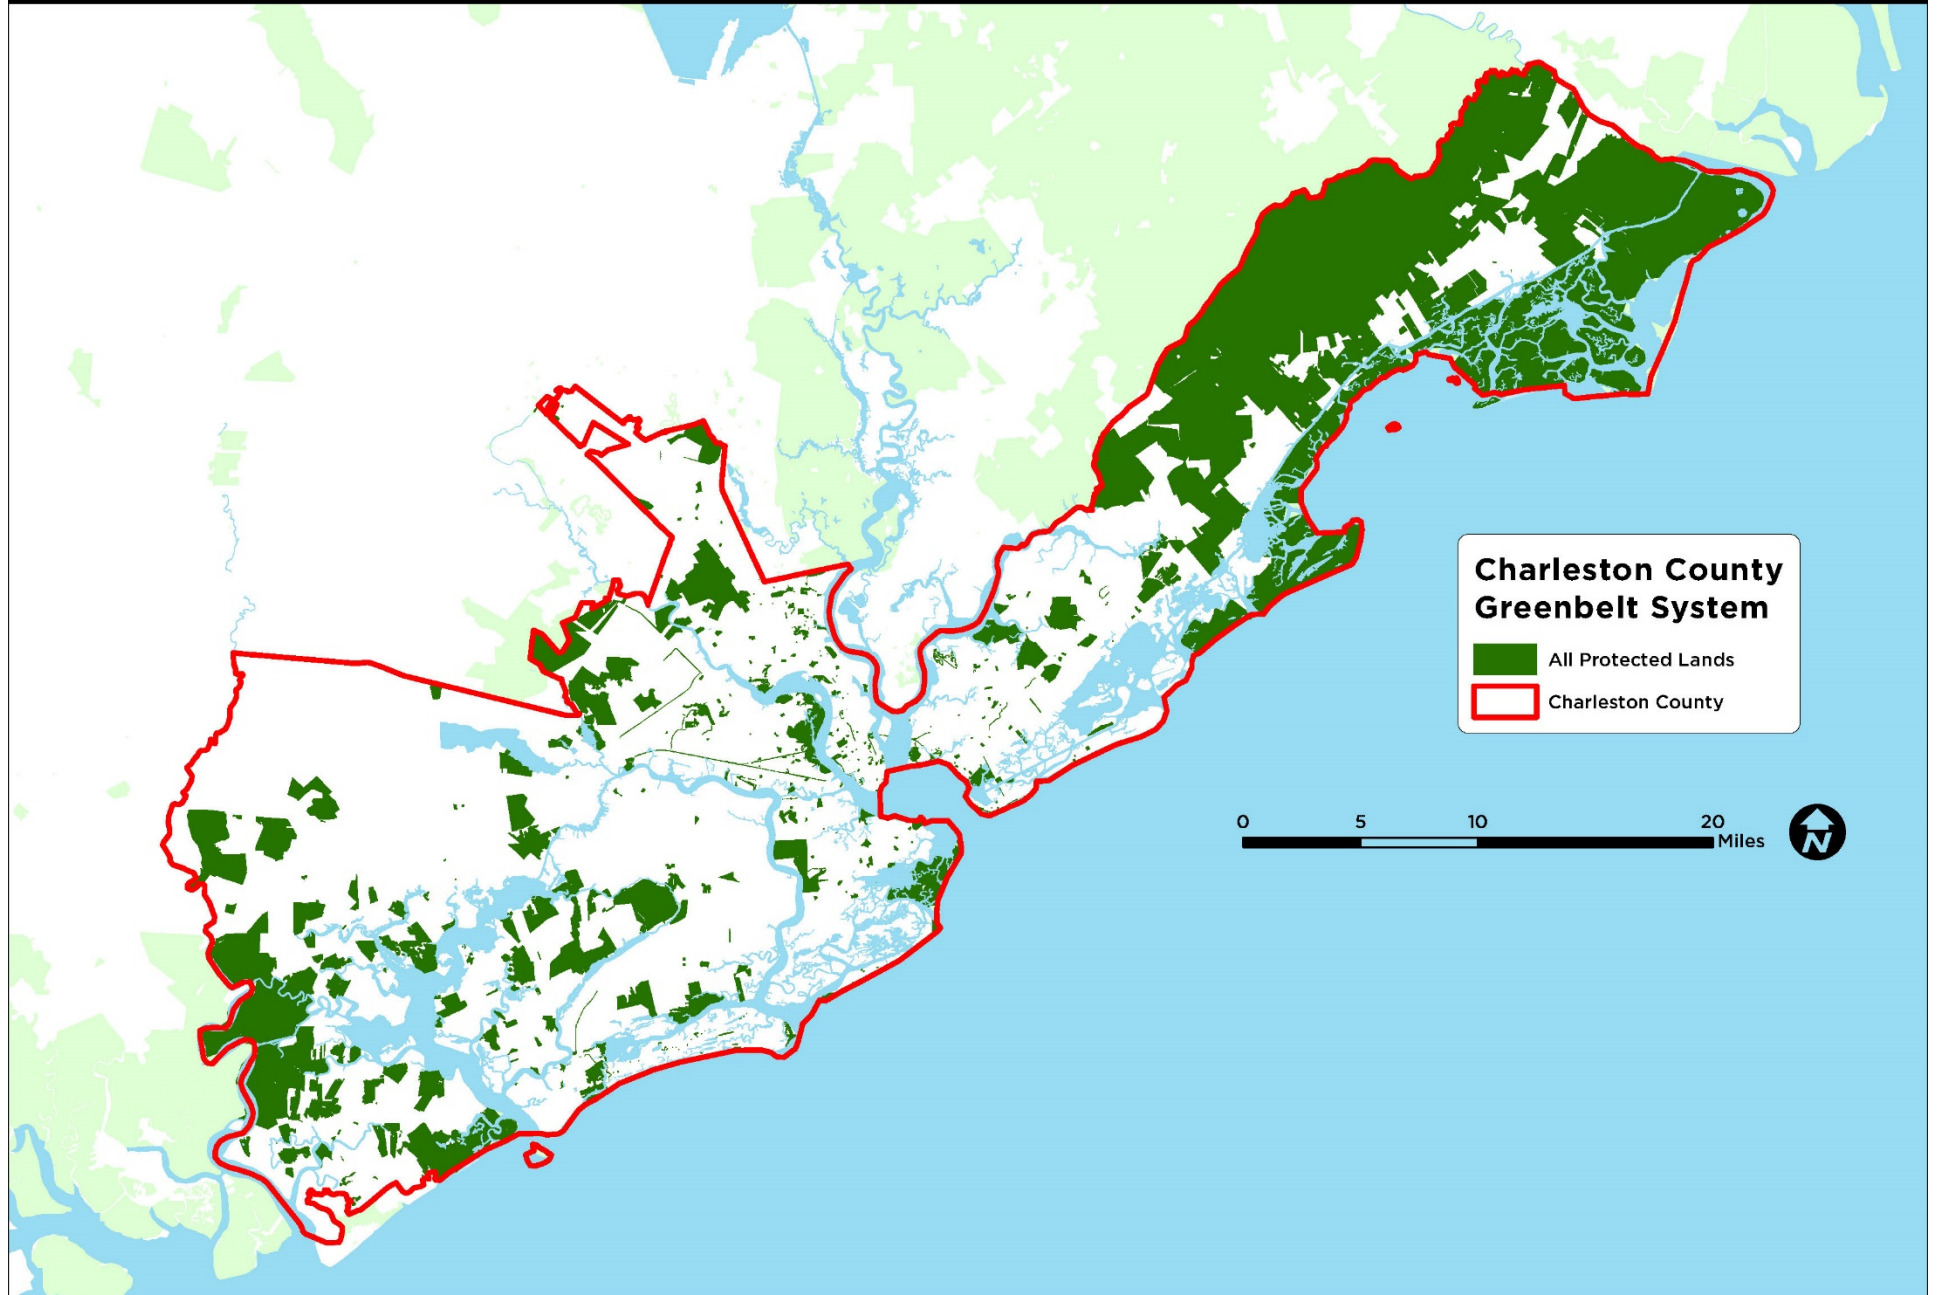 Charleston County
Greenbelt System
All Protected Lands
Charleston County
0 5 10 20
Miles
N